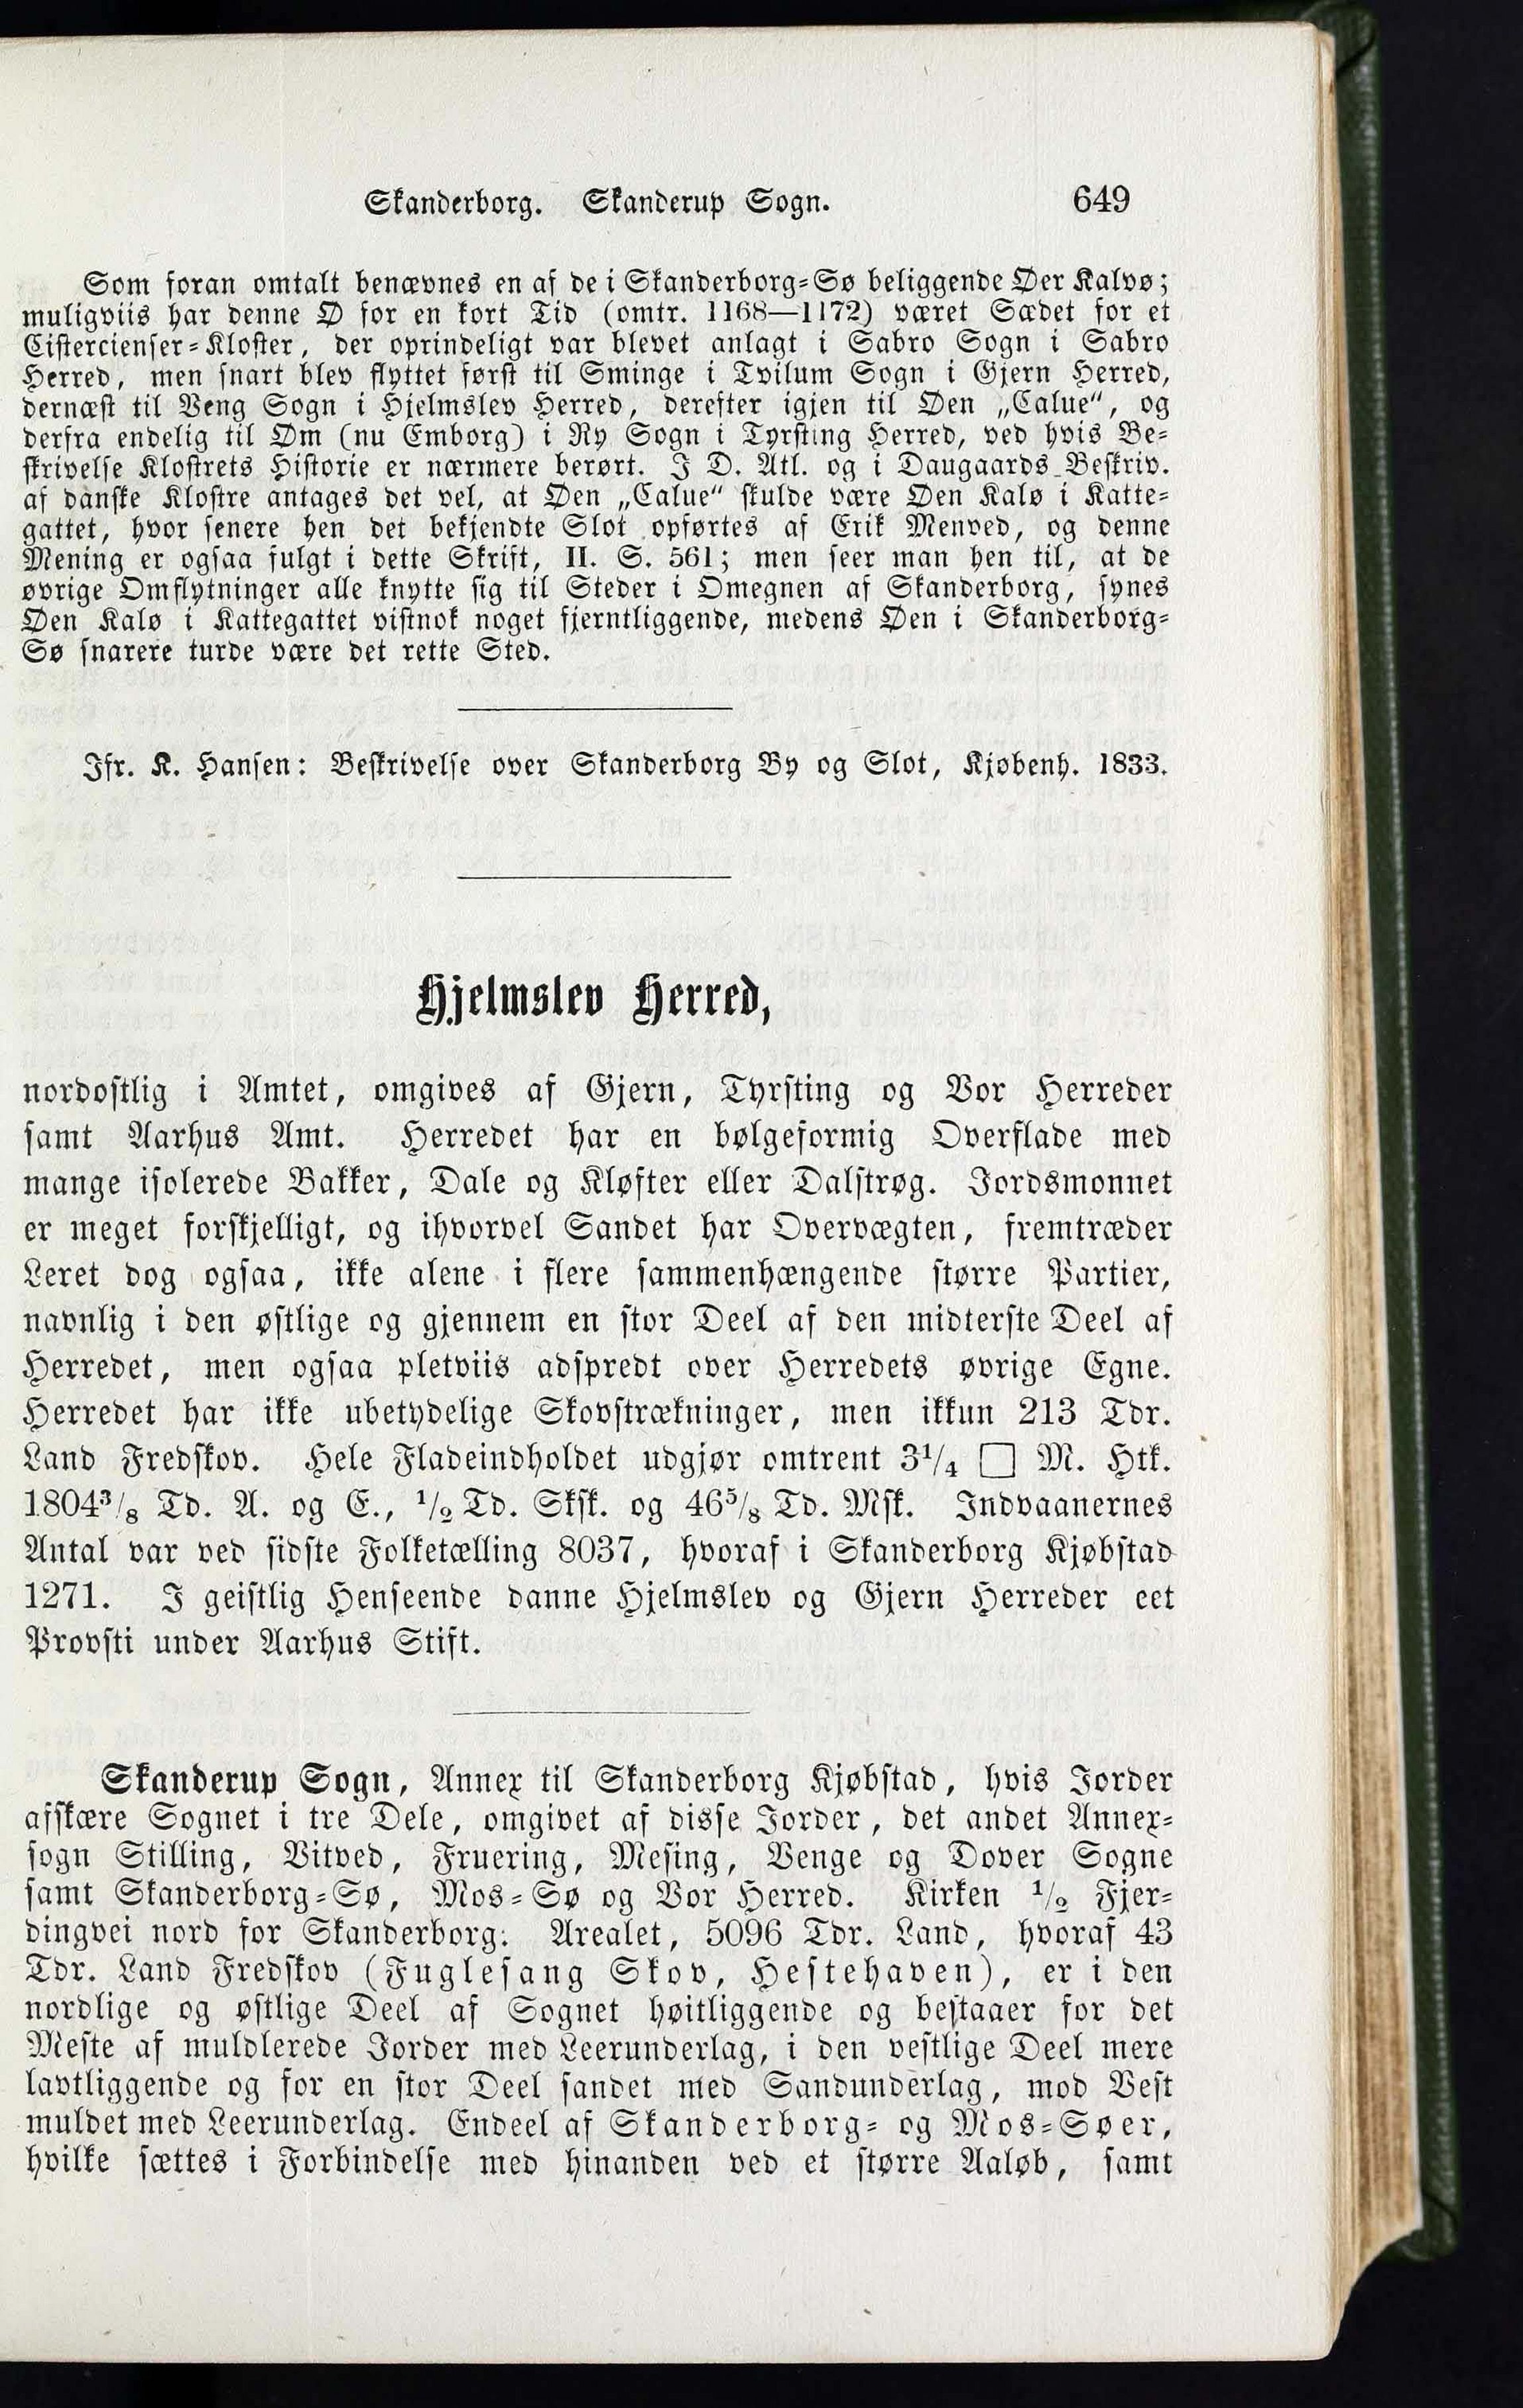 Skanderborg. Skanderup Sogn. 649
Som foran omtalt benævnes en af de i Skanderborg-Sø beliggende Øer Kalvø;
muligviis har denne Ø for en kort Tid (omtr. 1168—1172) været Sædet for et
Cistercienser-Kloster, der oprindeligt var blevet anlagt i Sabro Sogn i Sabro
Herred, men snart blev flyttet først til Sminge i Tvilum Sogn i Gjern Herred,
dernæst til Veng Sogn i Hjelmslev Herred, derefter igjen til Øen „Calue“, og
derfra endelig til Øm (nu Emborg) i Ry Sogn i Tyrsting Herred, ved hvis Be-
skrivelse Klostrets Historie er nærmere berørt. I D. Atl. og i Daugaards Beskriv.
af danske Klostre antages det vel, at Øen „Calue“ skulde være Øen Kalø i Katte-
gattet, hvor senere hen det bekjendte Slot opførtes af Erik Menved, og denne
Mening er ogsaa fulgt i dette Skrift, II. S. 561; men seer man hen til, at de
øvrige Omflytninger alle knytte sig til Steder i Omegnen af Skanderborg, synes
Øen Kalø i Kattegattet vistnok noget fjerntliggende, medens Øen i Skanderborg-
Sø snarere turde være det rette Sted.
Jfr. K. Hansen: Beskrivelse over Skanderborg By og Slot, Kjøbenh. 1833.
Hjelmslev Herred,
nordostlig i Amtet, omgives af Gjern, Tyrsting og Vor Herreder
samt Aarhus Amt. Herredet har en bølgeformig Overflade med
mange isolerede Bakker, Dale og Kløfter eller Dalstrøg. Jordsmonnet
er meget forskjelligt, og ihvorvel Sandet har Overvægten, fremtræder
Leret dog ogsaa, ikke alene i flere sammenhængende større Partier,
navnlig i den østlige og gjennem en stor Deel af den midterste Deel af
Herredet, men ogsaa pletviis adspredt over Herredets øvrige Egne.
Herredet har ikke ubetydelige Skovstrækninger, men ikkun 213 Tdr.
Land Fredskov. Hele Fladeindholdet udgjør omtrent 3¼ □ M. Htk.
1804⅜ Td. A. og E., ½ Td. Sksk. og 46⅝ Td. Msk. Indvaanernes
Antal var ved sidste Folketælling 8037, hvoraf i Skanderborg Kjøbstad
1271. I geistlig Henseende danne Hjelmslev og Gjern Herreder eet
Provsti under Aarhus Stift.
Skanderup Sogn, Annex til Skanderborg Kjøbstad, hvis Jorder
afskære Sognet i tre Dele, omgivet af disse Jorder, det andet Annex-
sogn Stilling, Vitved, Fruering, Mesing, Venge og Dover Sogne
samt Skanderborg-Sø, Mos-Sø og Vor Herred. Kirken ½ Fjer-
dingvei nord for Skanderborg. Arealet, 5096 Tdr. Land, hvoraf 43
Tdr. Land Fredskov (Fuglesang Skov, Hestehaven), er i den
nordlige og østlige Deel af Sognet høitliggende og bestaaer for det
Meste af muldlerede Jorder med Leerunderlag, i den vestlige Deel mere
lavtliggende og for en stor Deel sandet med Sandunderlag, mod Vest
muldet med Leerunderlag. Endeel af Skanderborg- og Mos-Søer,
hvilke sættes i Forbindelse med hinanden ved et større Aaløb, samt